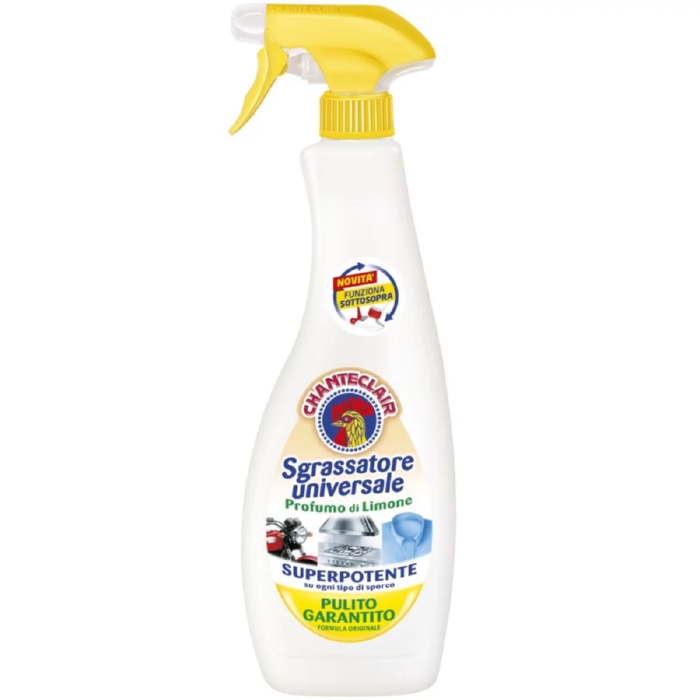 NOVITA'
FUNZIONA
SOTTOSOPRA
CHANTECLAIR
Sgrassatore
universale
Profumo di Limone
SUPERPOTENTE
su ogni tipo di sporco
PULITO
GARANTITO
FORMULA ORIGINALE